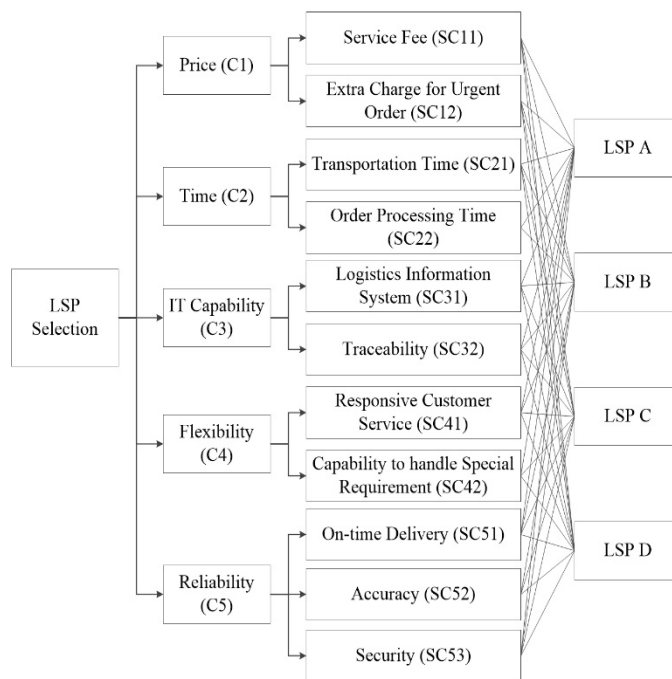 LSP
Selection
Price (C1)
Time (C2)
IT Capability
(C3)
Flexibility
(C4)
Reliability
(C5)
Service Fee (SC11)
Extra Charge for Urgent
Order (SC12)
Transportation Time (SC21)
Order Processing Time
(SC22)
Logistics Information
System (SC31)
Traceability (SC32)
Responsive Customer
Service (SC41)
Capability to handle Special
Requirement (SC42)
On-time Delivery (SC51)
Accuracy (SC52)
Security (SC53)
LSP A
LSP B
LSP C
LSP D